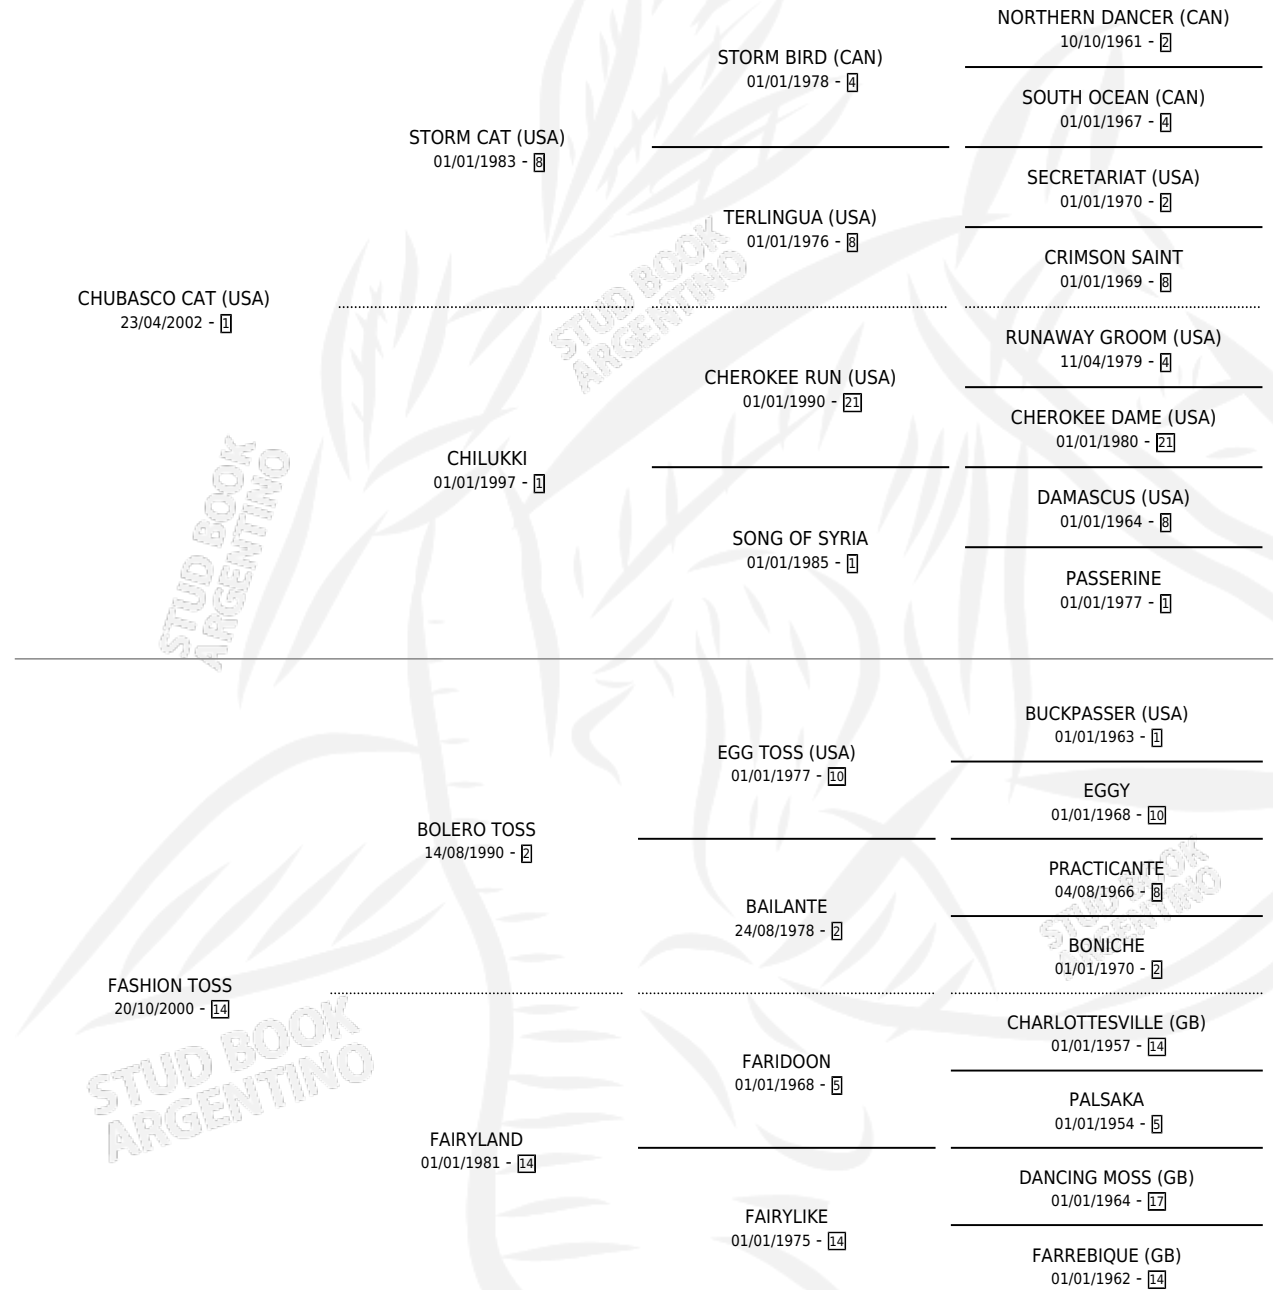 NORTHERN DANCER (CAN)
10/10/1961 - 2
STORM BIRD (CAN)
01/01/1978 - 4
SOUTH OCEAN (CAN)
01/01/1967 - 4
STORM CAT (USA)
01/01/1983 - 8
SECRETARIAT (USA)
01/01/1970 - 2
TERLINGUA (USA)
01/01/1976 - 8
CRIMSON SAINT
01/01/1969 - 8
CHUBASCO CAT (USA)
23/04/2002 - 1
RUNAWAY GROOM (USA)
11/04/1979 - 4
CHEROKEE RUN (USA)
01/01/1990 - 21
CHEROKEE DAME (USA)
01/01/1980 - 21
CHILUKKI
01/01/1997 - 1
DAMASCUS (USA)
01/01/1964 - 8
SONG OF SYRIA
01/01/1985 - 1
PASSERINE
01/01/1977 - 1
BUCKPASSER (USA)
01/01/1963 - 1
EGG TOSS (USA)
01/01/1977 - 10
EGGY
01/01/1968 - 10
BOLERO TOSS
14/08/1990 - 2
PRACTICANTE
04/08/1966 - 8
BAILANTE
24/08/1978 - 2
BONICHE
01/01/1970 - 2
FASHION TOSS
20/10/2000 - 14
CHARLOTTESVILLE (GB)
01/01/1957 - 14
FARIDOON
01/01/1968 - 5
PALSAKA
01/01/1954 - 5
FAIRYLAND
01/01/1981 - 14
DANCING MOSS (GB)
01/01/1964 - 17
FAIRYLIKE
01/01/1975 - 14
FARREBIQUE (GB)
01/01/1962 - 14
STUD BOOK
ARGENTINO
STUD BOOK
ARGENTINO
STUD BOOK
ARGENTINO
STUD BOOK
ARGENTINO